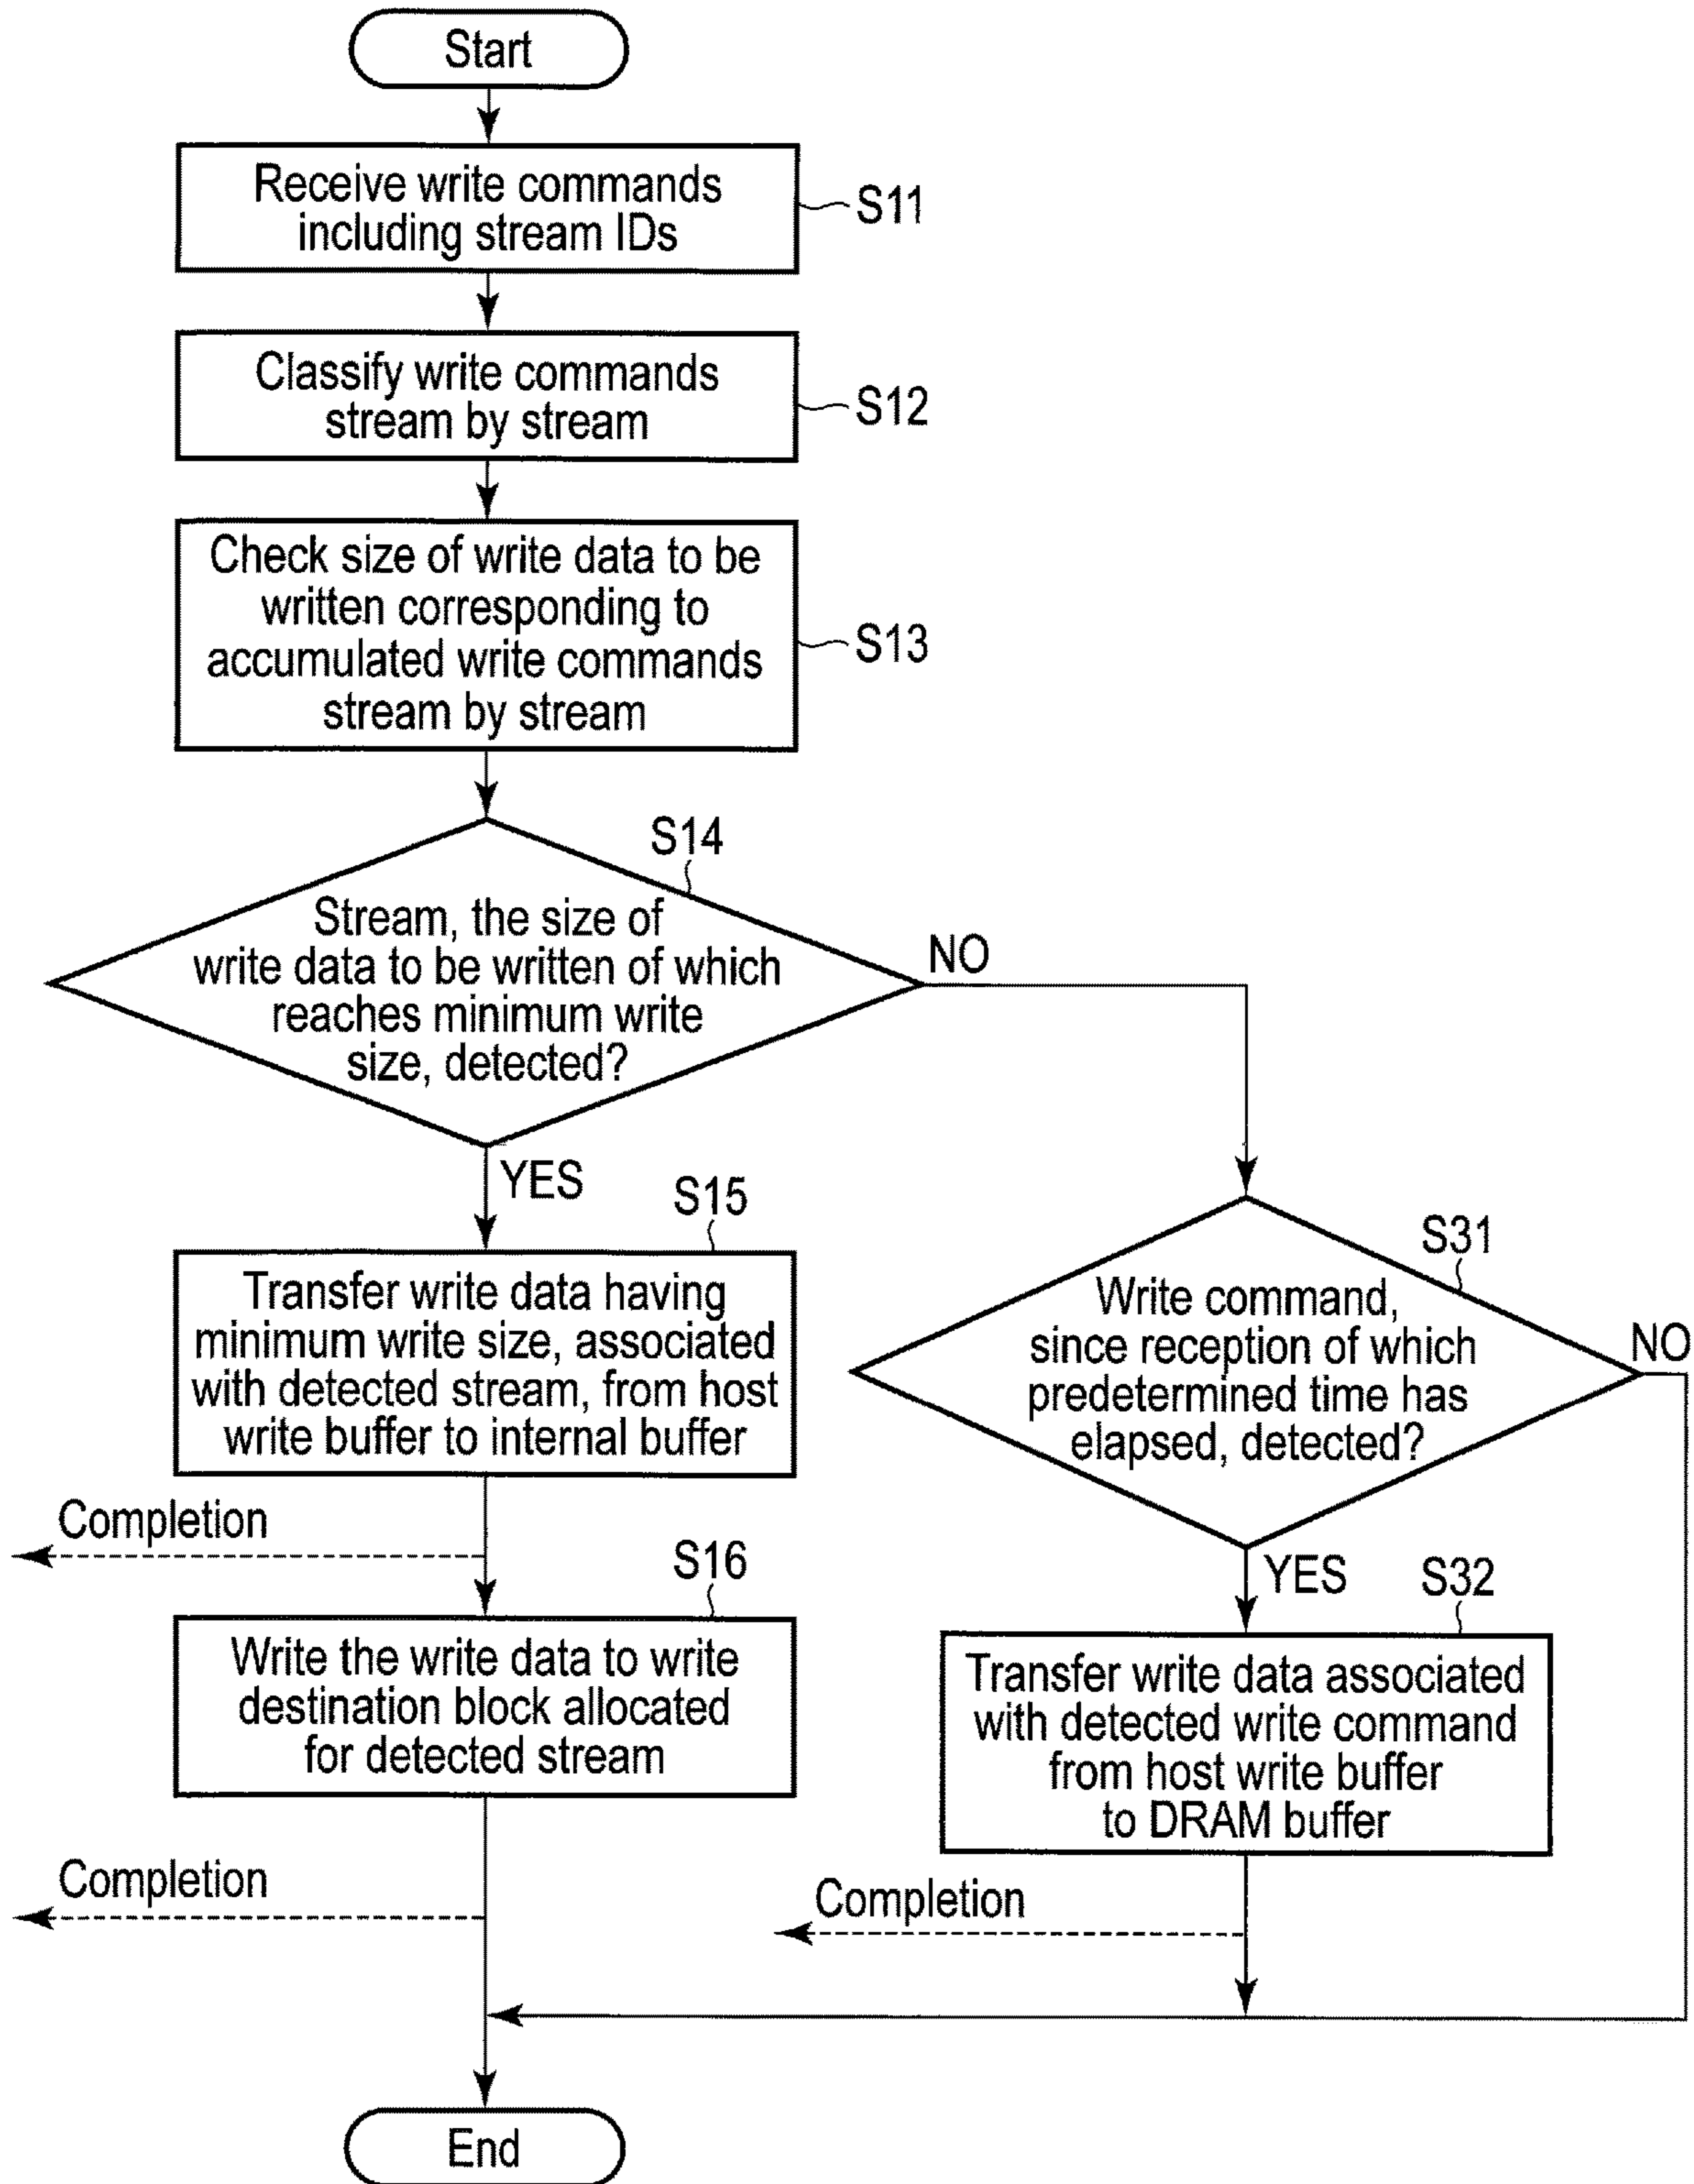 Start
Receive write commands
including stream IDs
S11
Classify write commands
stream by stream
S12
Check size of write data to be
written corresponding to
accumulated write commands
stream by stream
S13
S14
Stream, the size of
write data to be written of which
reaches minimum write
size, detected?
NO
YES
S15
Transfer write data having
minimum write size, associated
with detected stream, from host
write buffer to internal buffer
Completion
S16
Write the write data to write
destination block allocated
for detected stream
Completion
S31
Write command,
since reception of which
predetermined time has
elapsed, detected?
NO
YES
S32
Transfer write data associated
with detected write command
from host write buffer
to DRAM buffer
Completion
End